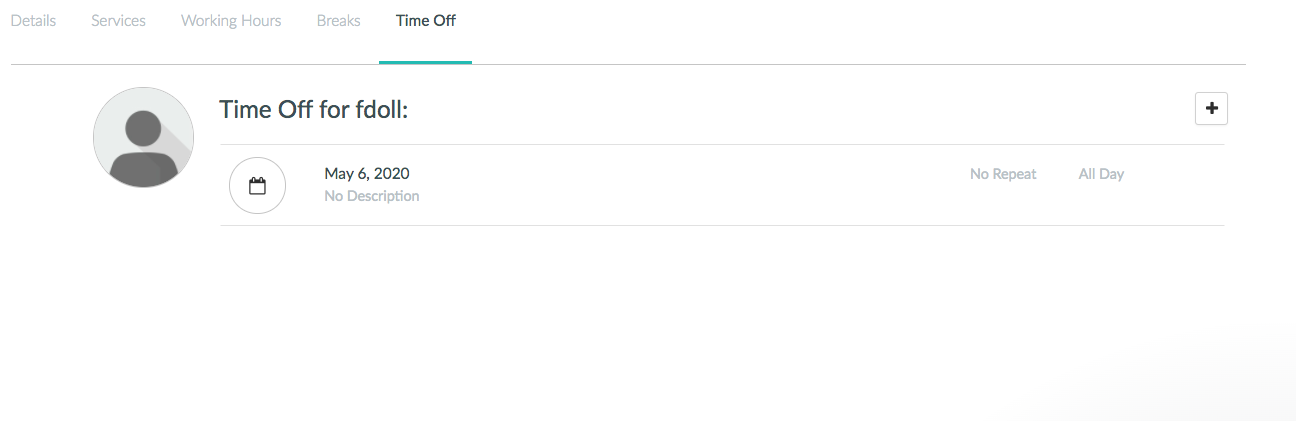 Details Services Working Hours Breaks Time Off
Time Off for fdoll:
May 6, 2020 No Repeat All Day
No Description